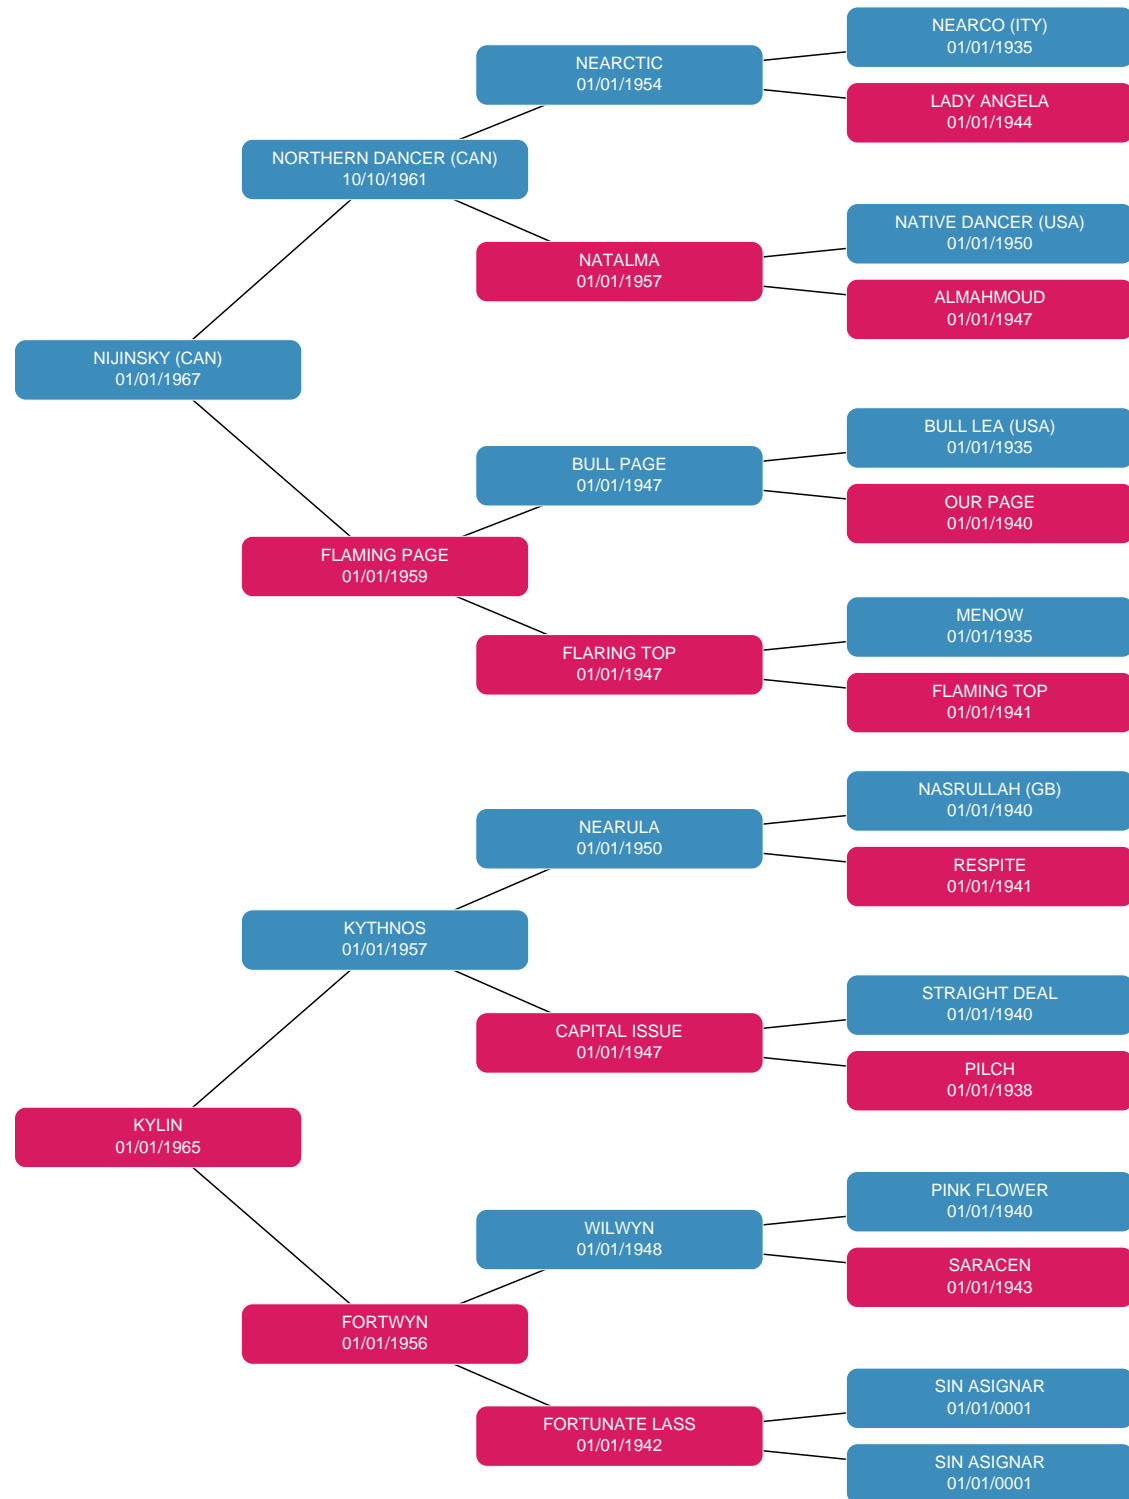 NEARCO (ITY)
01/01/1935
NEARCTIC
01/01/1954
LADY ANGELA
01/01/1944
NORTHERN DANCER (CAN)
10/10/1961
NATIVE DANCER (USA)
01/01/1950
NATALMA
01/01/1957
ALMAHMOUD
01/01/1947
NIJINSKY (CAN)
01/01/1967
BULL LEA (USA)
01/01/1935
BULL PAGE
01/01/1947
OUR PAGE
01/01/1940
FLAMING PAGE
01/01/1959
MENOW
01/01/1935
FLARING TOP
01/01/1947
FLAMING TOP
01/01/1941
NASRULLAH (GB)
01/01/1940
NEARULA
01/01/1950
RESPITE
01/01/1941
KYTHNOS
01/01/1957
STRAIGHT DEAL
01/01/1940
CAPITAL ISSUE
01/01/1947
PILCH
01/01/1938
KYLIN
01/01/1965
PINK FLOWER
01/01/1940
WILWYN
01/01/1948
SARACEN
01/01/1943
FORTWYN
01/01/1956
SIN ASIGNAR
01/01/0001
FORTUNATE LASS
01/01/1942
SIN ASIGNAR
01/01/0001